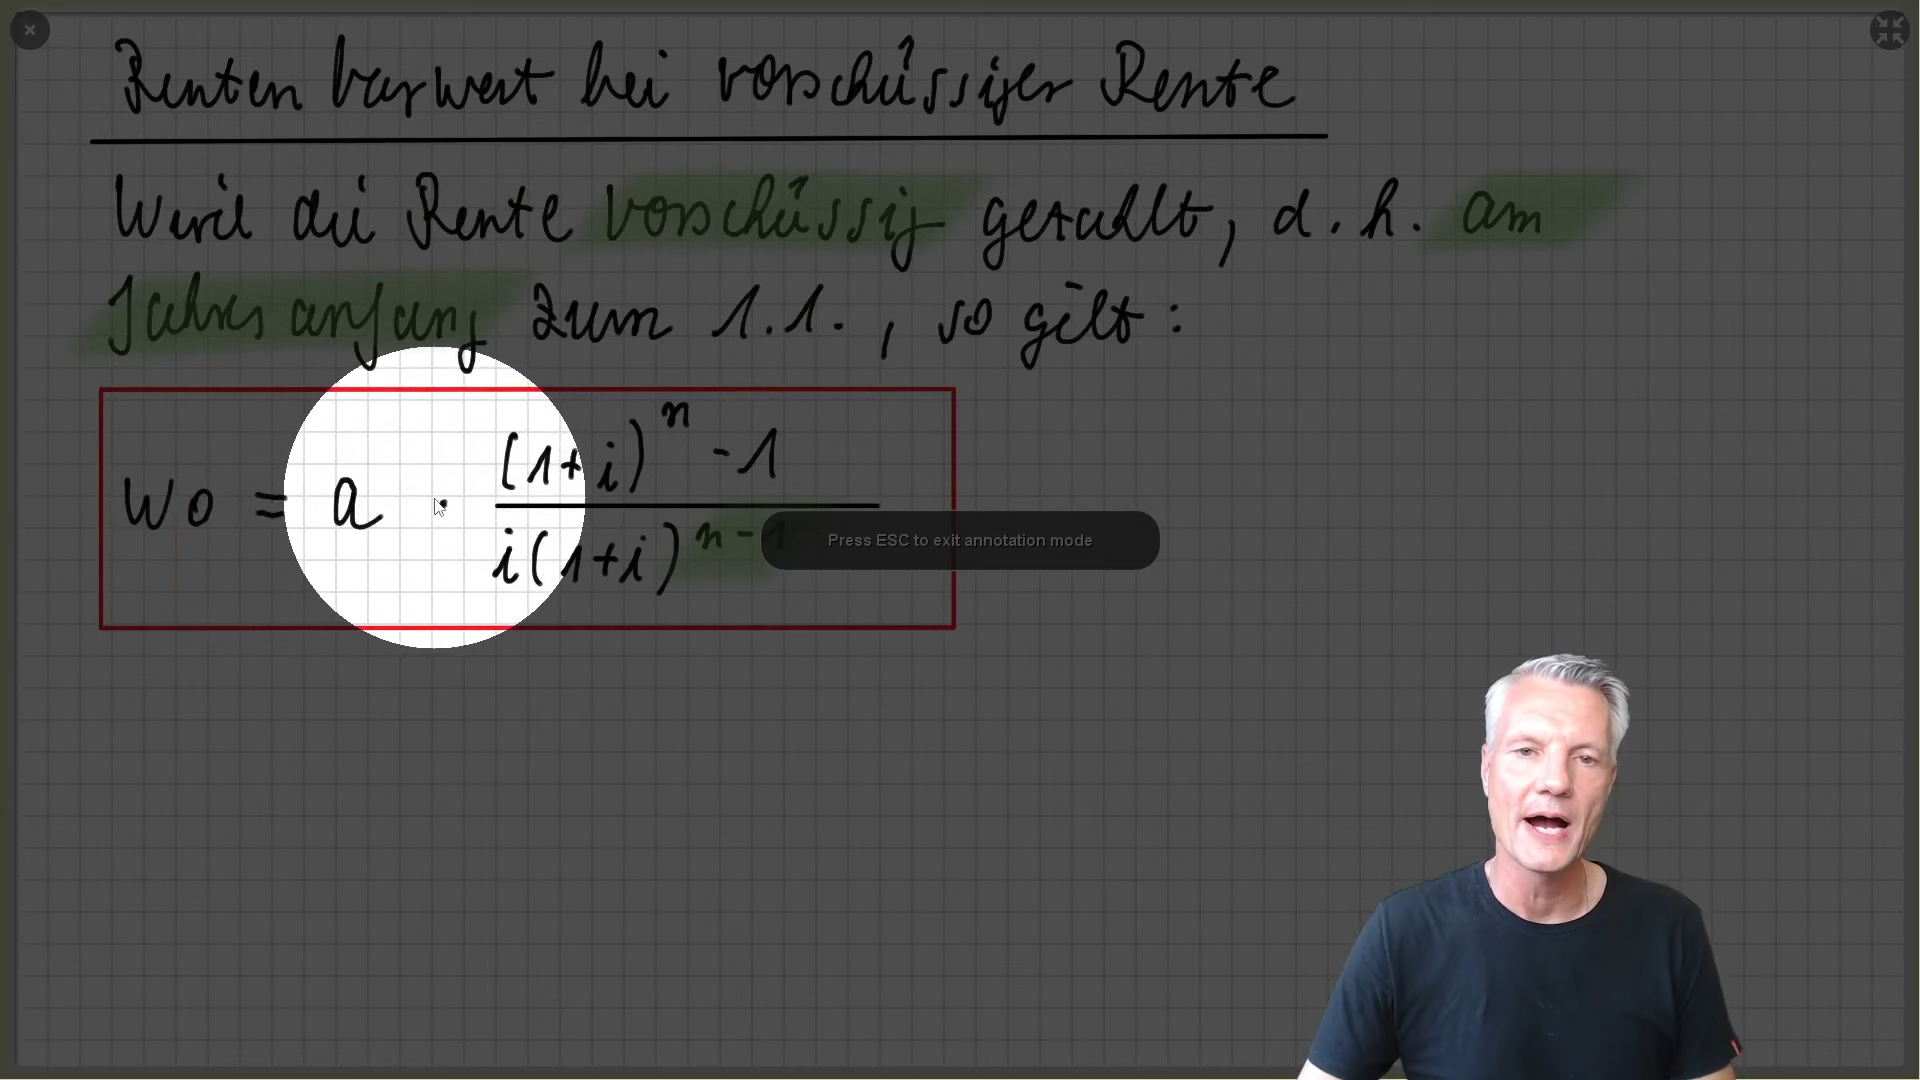 Rentenbarwert bei vorschüssiger Rente
Wird die Rente vorschüssig gezahlt, d.h. am
Jahresanfang zum 1.1., so gilt:
W0 = a · ((1+i)^n - 1) / (i(1+i)^(n-1))
Press ESC to exit annotation mode